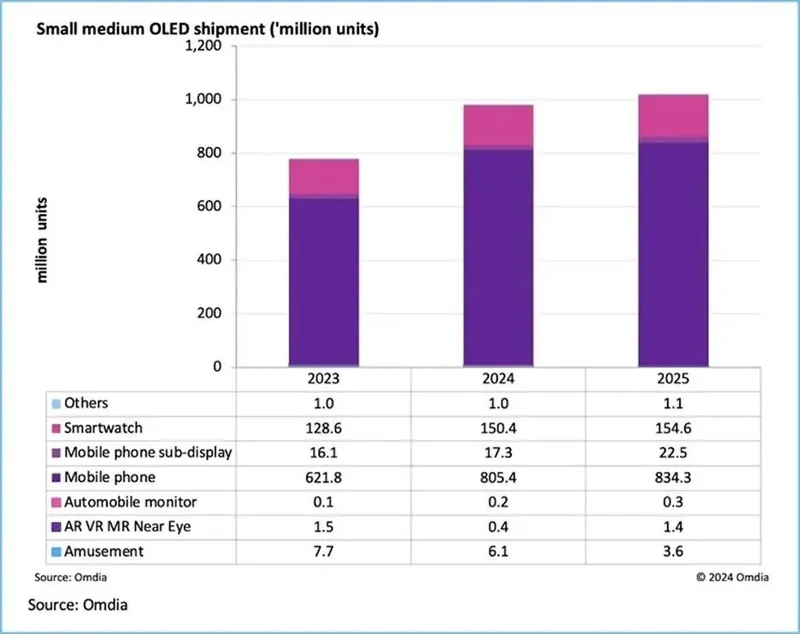 Small medium OLED shipment ('million units)
1,200
1,000
800
600
400
200
0
million units
2023 2024 2025
Others 1.0 1.0 1.1
Smartwatch 128.6 150.4 154.6
Mobile phone sub-display 16.1 17.3 22.5
Mobile phone 621.8 805.4 834.3
Automobile monitor 0.1 0.2 0.3
AR VR MR Near Eye 1.5 0.4 1.4
Amusement 7.7 6.1 3.6
Source: Omdia © 2024 Omdia
Source: Omdia